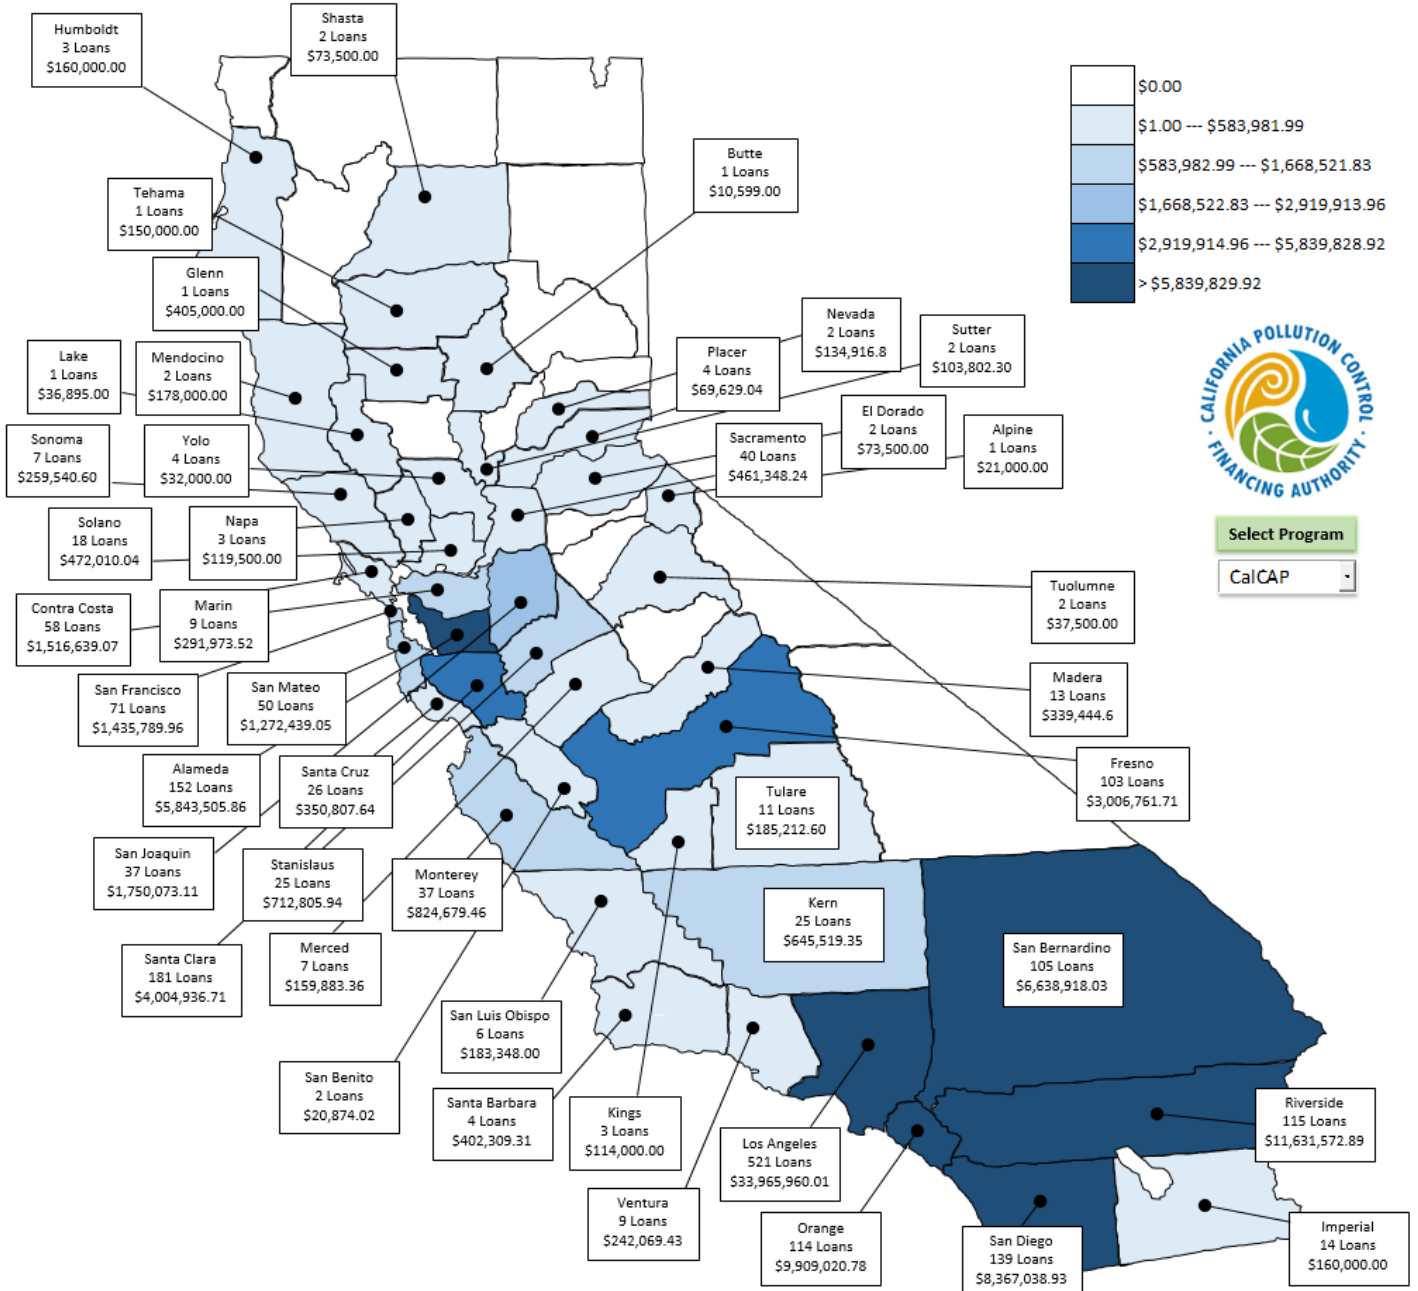 Humboldt
3 Loans
$160,000.00
Shasta
2 Loans
$73,500.00
$0.00
$1.00 --- $583,981.99
$583,982.99 --- $1,668,521.83
$1,668,522.83 --- $2,919,913.96
$2,919,914.96 --- $5,839,828.92
> $5,839,829.92
Butte
1 Loans
$10,599.00
Tehama
1 Loans
$150,000.00
Glenn
1 Loans
$405,000.00
Nevada
2 Loans
$134,916.8
Sutter
2 Loans
$103,802.30
Placer
4 Loans
$69,629.04
Lake
1 Loans
$36,895.00
Mendocino
2 Loans
$178,000.00
El Dorado
2 Loans
$73,500.00
Alpine
1 Loans
$21,000.00
Sacramento
40 Loans
$461,348.24
Sonoma
7 Loans
$259,540.60
Yolo
4 Loans
$32,000.00
CALIFORNIA POLLUTION CONTROL
· FINANCING AUTHORITY ·
Select Program
CalCAP
Solano
18 Loans
$472,010.04
Napa
3 Loans
$119,500.00
Tuolumne
2 Loans
$37,500.00
Contra Costa
58 Loans
$1,516,639.07
Marin
9 Loans
$291,973.52
Madera
13 Loans
$339,444.6
San Francisco
71 Loans
$1,435,789.96
San Mateo
50 Loans
$1,272,439.05
Fresno
103 Loans
$3,006,761.71
Alameda
152 Loans
$5,843,505.86
Santa Cruz
26 Loans
$350,807.64
Tulare
11 Loans
$185,212.60
San Joaquin
37 Loans
$1,750,073.11
Stanislaus
25 Loans
$712,805.94
Monterey
37 Loans
$824,679.46
Kern
25 Loans
$645,519.35
Santa Clara
181 Loans
$4,004,936.71
Merced
7 Loans
$159,883.36
San Bernardino
105 Loans
$6,638,918.03
San Luis Obispo
6 Loans
$183,348.00
San Benito
2 Loans
$20,874.02
Santa Barbara
4 Loans
$402,309.31
Kings
3 Loans
$114,000.00
Los Angeles
521 Loans
$33,965,960.01
Riverside
115 Loans
$11,631,572.89
Ventura
9 Loans
$242,069.43
Orange
114 Loans
$9,909,020.78
San Diego
139 Loans
$8,367,038.93
Imperial
14 Loans
$160,000.00